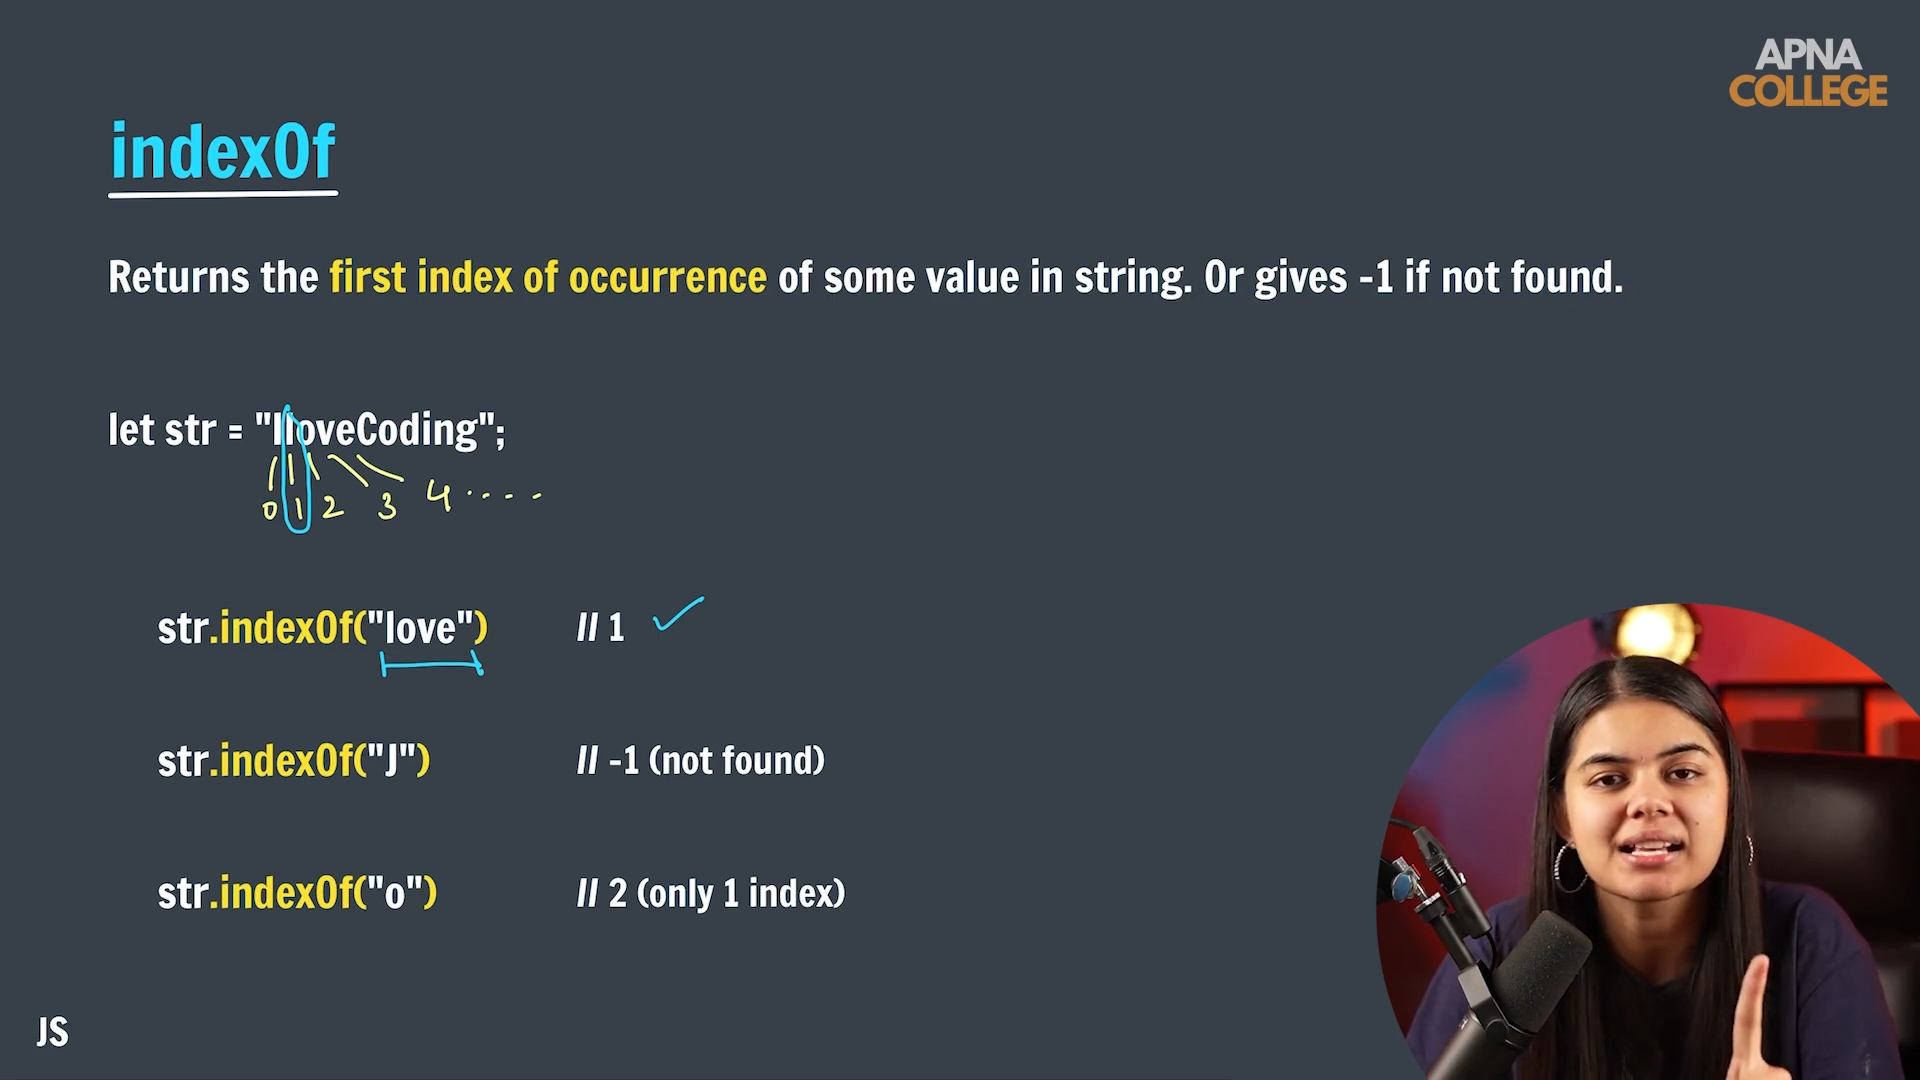 APNA
COLLEGE
indexOf
Returns the first index of occurrence of some value in string. Or gives -1 if not found.
let str = "IloveCoding";
0 1 2 3 4 ....
str.indexOf("love") // 1
str.indexOf("J") // -1 (not found)
str.indexOf("o") // 2 (only 1 index)
JS